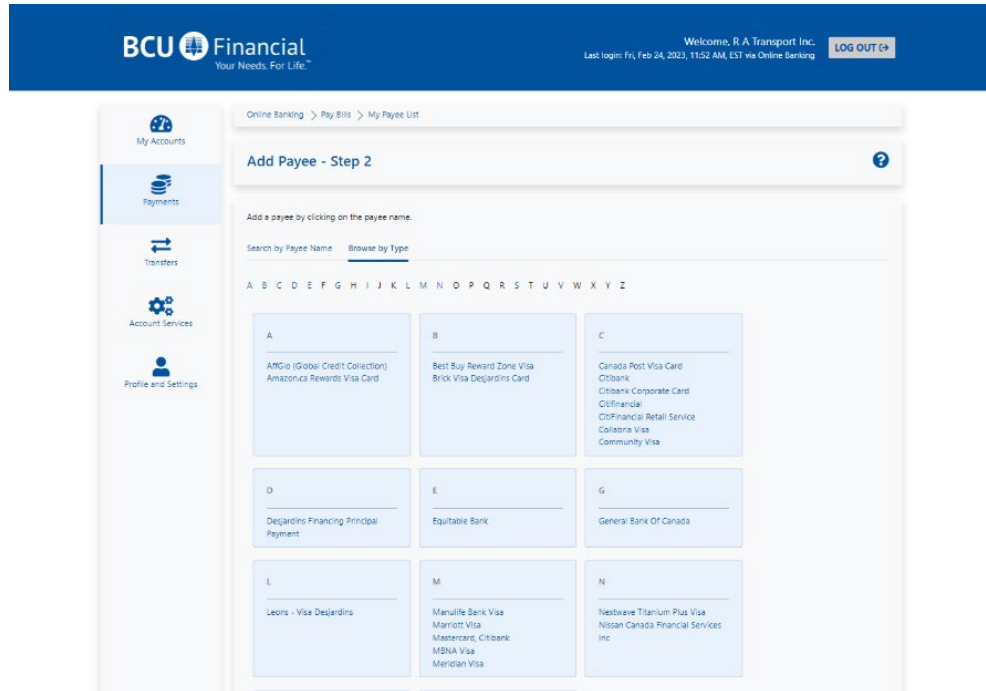 BCU Financial
Your Needs. For Life.™
Welcome, R A Transport Inc.
Last login: Fri, Feb 24, 2023, 11:52 AM, EST via Online Banking
LOG OUT
My Accounts
Payments
Transfers
Account Services
Profile and Settings
Online Banking > Pay Bills > My Payee List
Add Payee - Step 2
?
Add a payee by clicking on the payee name.
Search by Payee Name Browse by Type
A B C D E F G H I J K L M N O P Q R S T U V W X Y Z
A
AffGlo (Global Credit Collection)
Amazon.ca Rewards Visa Card
B
Best Buy Reward Zone Visa
Brick Visa Desjardins Card
C
Canada Post Visa Card
Citibank
Citibank Corporate Card
Citifinancial
CitiFinancial Retail Service
Collabria Visa
Community Visa
D
Desjardins Financing Principal
Payment
E
Equitable Bank
G
General Bank Of Canada
L
Leons - Visa Desjardins
M
Manulife Bank Visa
Marriott Visa
Mastercard, Citibank
MBNA Visa
Meridian Visa
N
Nextwave Titanium Plus Visa
Nissan Canada Financial Services
Inc